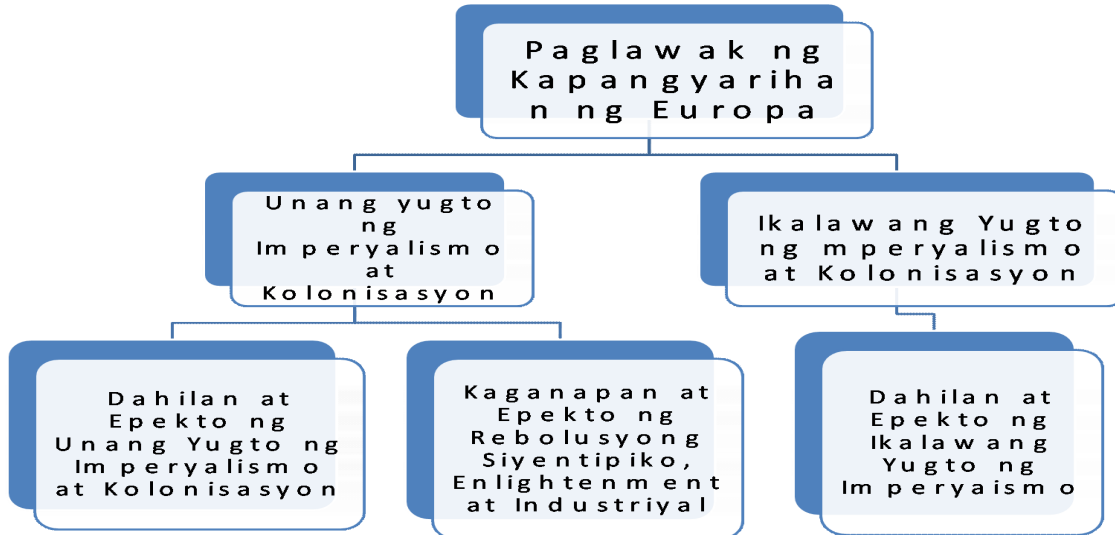 Paglawak ng
Kapangyariha
n ng Europa
Unang yugto
ng
Imperyalismo
at
Kolonisasyon
Ikalawang Yugto
ng mperyalismo
at Kolonisasyon
Dahilan at
Epekto ng
Unang Yugto ng
Imperyalismo
at Kolonisasyon
Kaganapan at
Epekto ng
Rebolusyong
Siyentipiko,
Enlightenment
at Industriyal
Dahilan at
Epekto ng
Ikalawang
Yugto ng
Imperyaismo